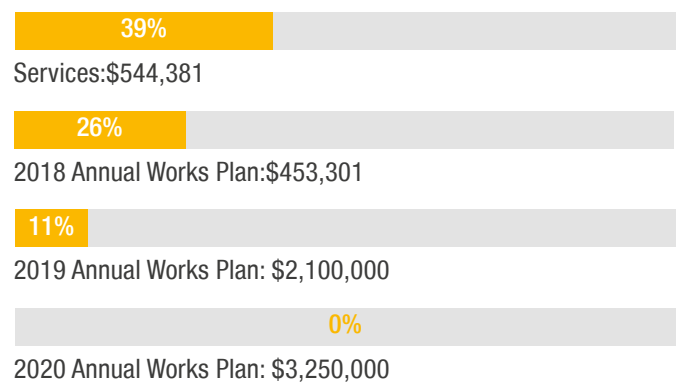 39%
Services:$544,381
26%
2018 Annual Works Plan:$453,301
11%
2019 Annual Works Plan: $2,100,000
0%
2020 Annual Works Plan: $3,250,000